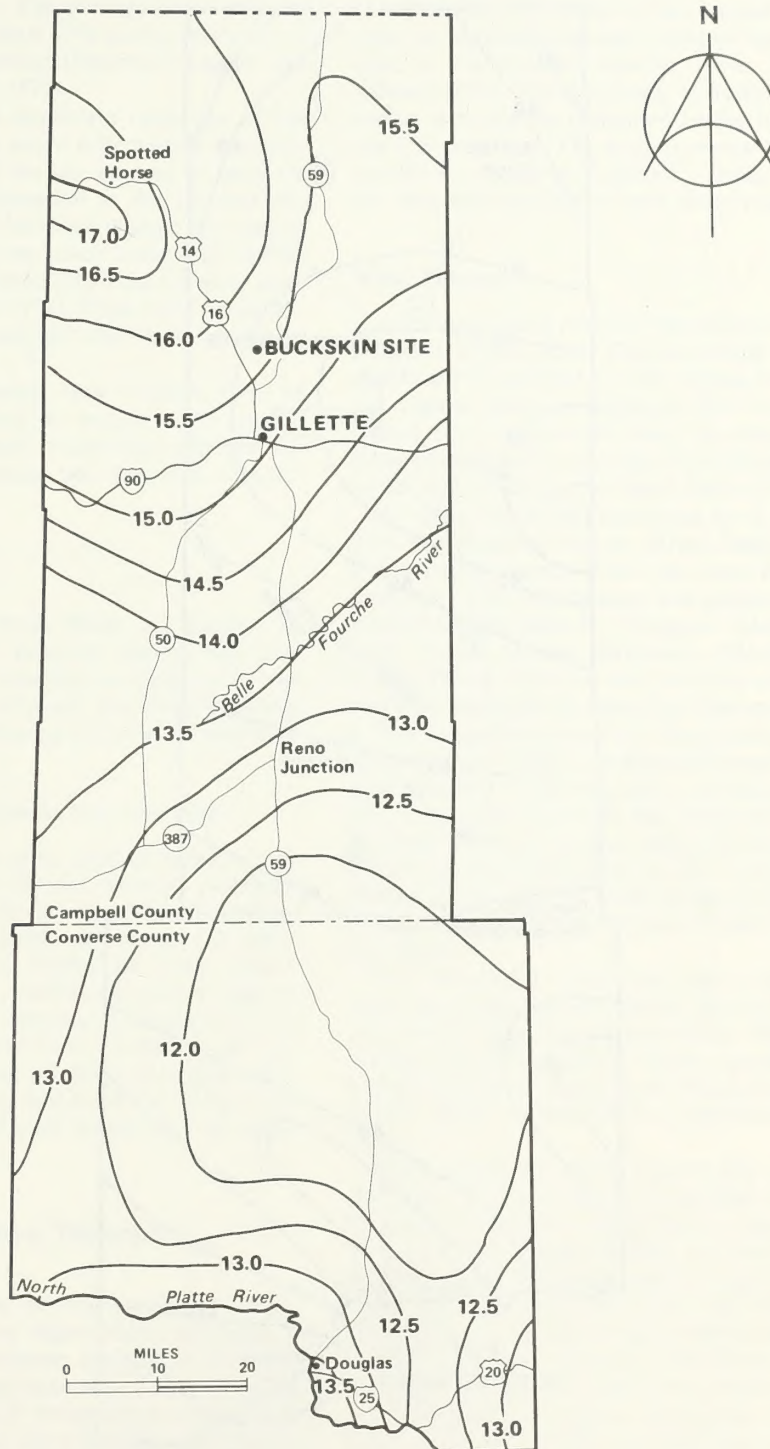 N
15.5
Spotted
Horse
59
17.0
14
16.5
16
16.0
BUCKSKIN SITE
15.5
GILLETTE
90
15.0
14.5
50
14.0
Belle Fourche River
13.5
13.0
Reno
Junction
12.5
387
59
Campbell County
Converse County
12.0
13.0
13.0
North Platte River
12.5
12.5
MILES
0 10 20
Douglas
13.5
25
20
13.0